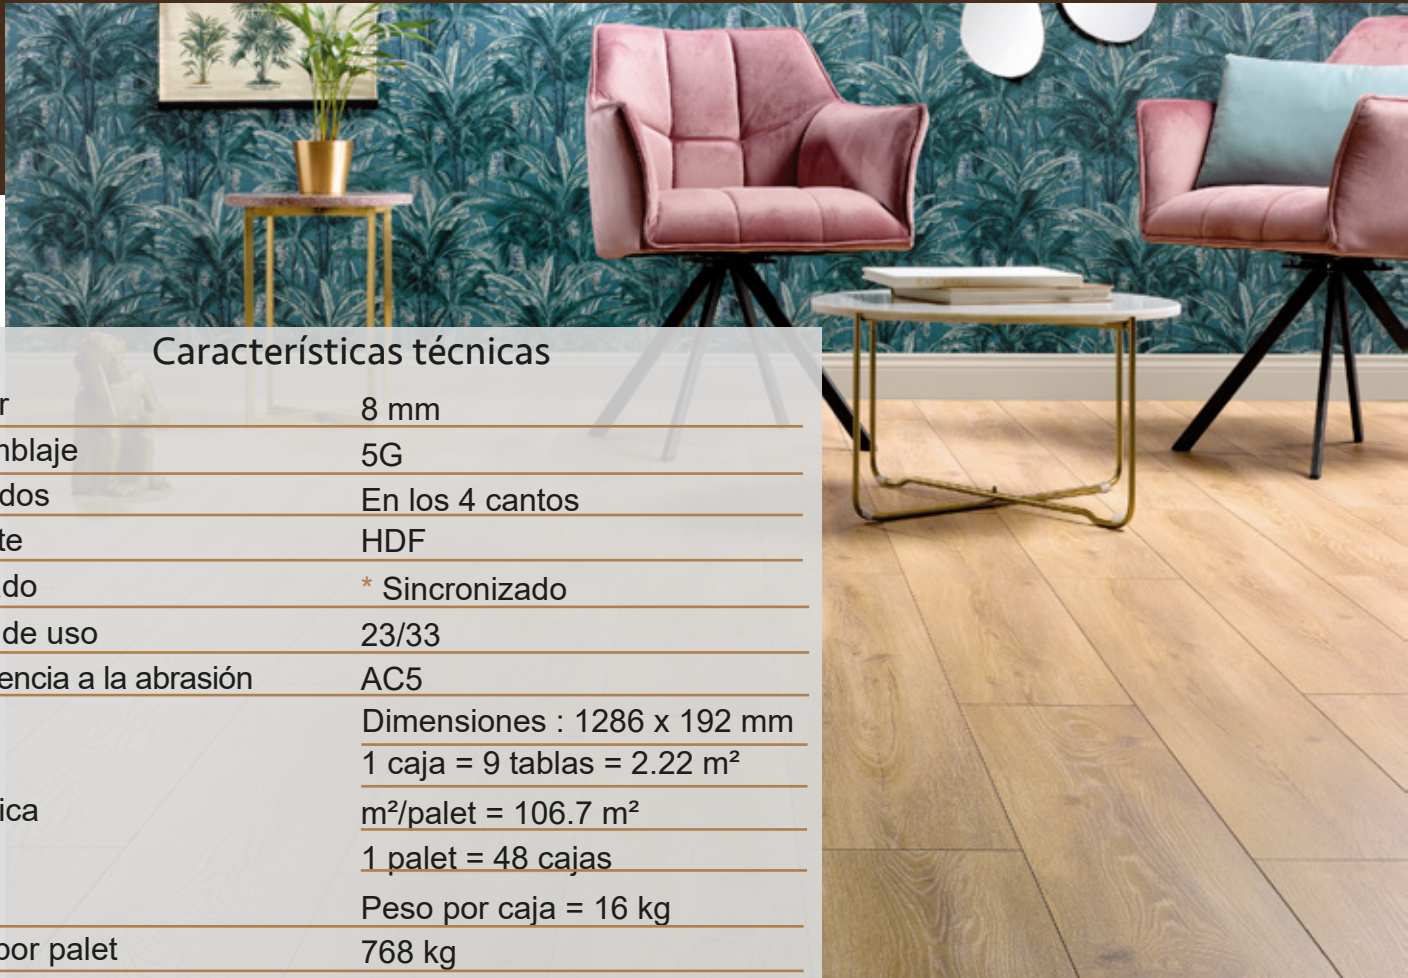 Características técnicas
r 8 mm
mblaje 5G
dos En los 4 cantos
te HDF
do * Sincronizado
de uso 23/33
encia a la abrasión AC5
Dimensiones : 1286 x 192 mm
1 caja = 9 tablas = 2.22 m²
ica m²/palet = 106.7 m²
1 palet = 48 cajas
Peso por caja = 16 kg
por palet 768 kg